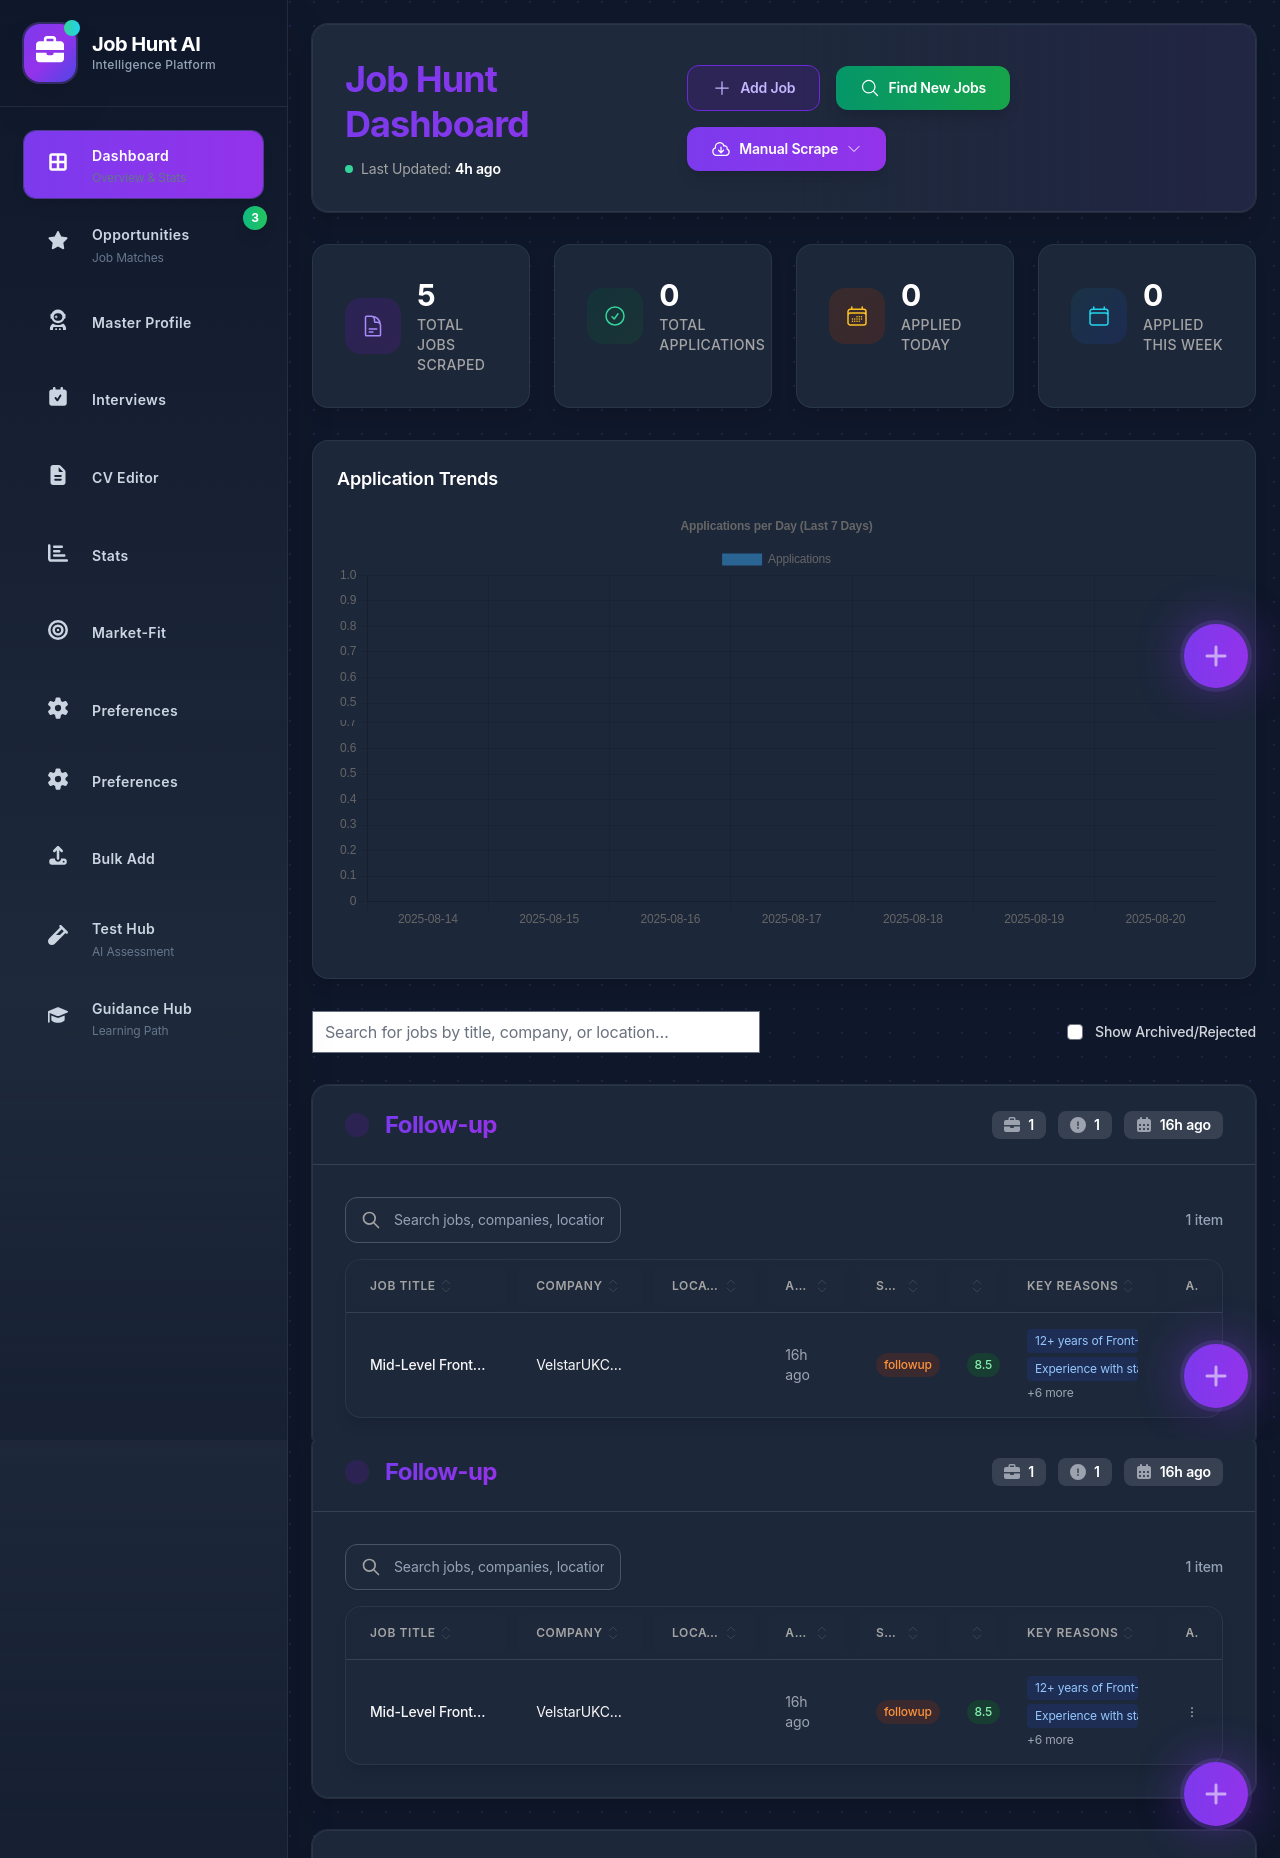 Job Hunt AI
Intelligence Platform
Dashboard
Overview & Stats
3
Opportunities
Job Matches
Master Profile
Interviews
CV Editor
Stats
Market-Fit
Preferences
Preferences
Bulk Add
Test Hub
AI Assessment
Guidance Hub
Learning Path
Job Hunt
Dashboard
Last Updated: 4h ago
Add Job
Find New Jobs
Manual Scrape
5
TOTAL
JOBS
SCRAPED
0
TOTAL
APPLICATIONS
0
APPLIED
TODAY
0
APPLIED
THIS WEEK
Application Trends
Applications per Day (Last 7 Days)
Applications
1.0
0.9
0.8
0.7
0.6
0.5
0.7
0.6
0.5
0.4
0.3
0.2
0.1
0
2025-08-14 2025-08-15 2025-08-16 2025-08-17 2025-08-18 2025-08-19 2025-08-20
Search for jobs by title, company, or location...
Show Archived/Rejected
Follow-up
1 1 16h ago
Search jobs, companies, location
1 item
JOB TITLE COMPANY LOCA... A... S... KEY REASONS A.
Mid-Level Front... VelstarUKC... 16h ago followup 8.5
12+ years of Front-
Experience with sta
+6 more
Follow-up
1 1 16h ago
Search jobs, companies, location
1 item
JOB TITLE COMPANY LOCA... A... S... KEY REASONS A.
Mid-Level Front... VelstarUKC... 16h ago followup 8.5
12+ years of Front-
Experience with sta
+6 more